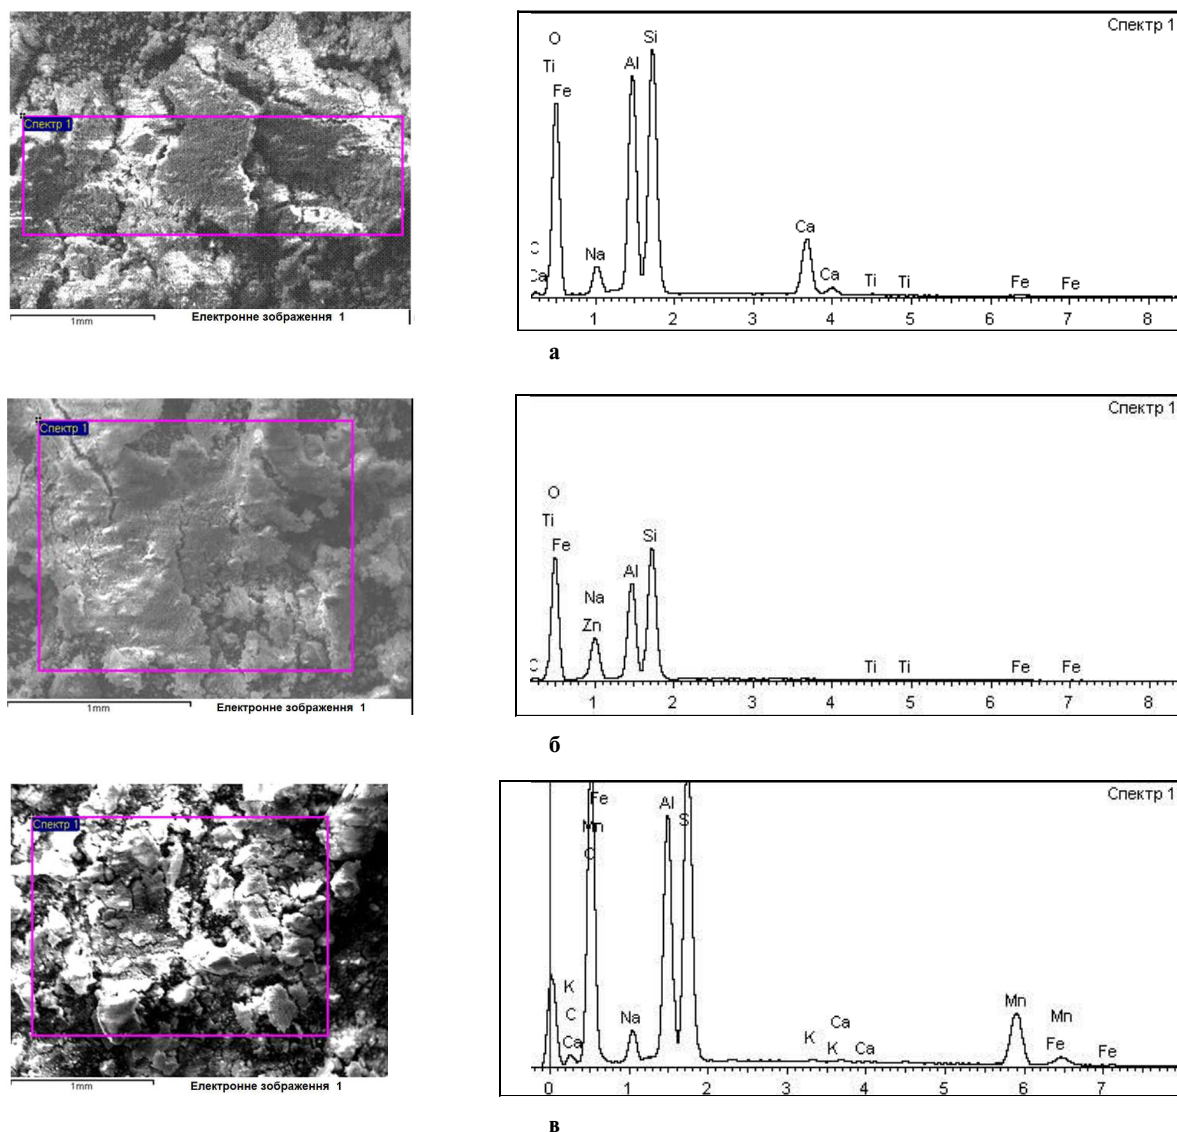 Спектр 1
1mm
Електронне зображення 1
Спектр 1
O
Si
Ti
Al
Fe
Ca
Na
Ca
Ca
Ti
Ti
Fe
Fe
1 2 3 4 5 6 7 8
а
Спектр 1
1mm
Електронне зображення 1
Спектр 1
O
Ti
Si
Fe
Al
Na
Zn
Ti
Ti
Fe
Fe
1 2 3 4 5 6 7 8
б
Спектр 1
1mm
Електронне зображення 1
Спектр 1
Fe
Al
Mn
S
K
Mn
C
Na
Ca
Mn
Ca
K
K
Ca
Fe
Fe
0 1 2 3 4 5 6 7
в